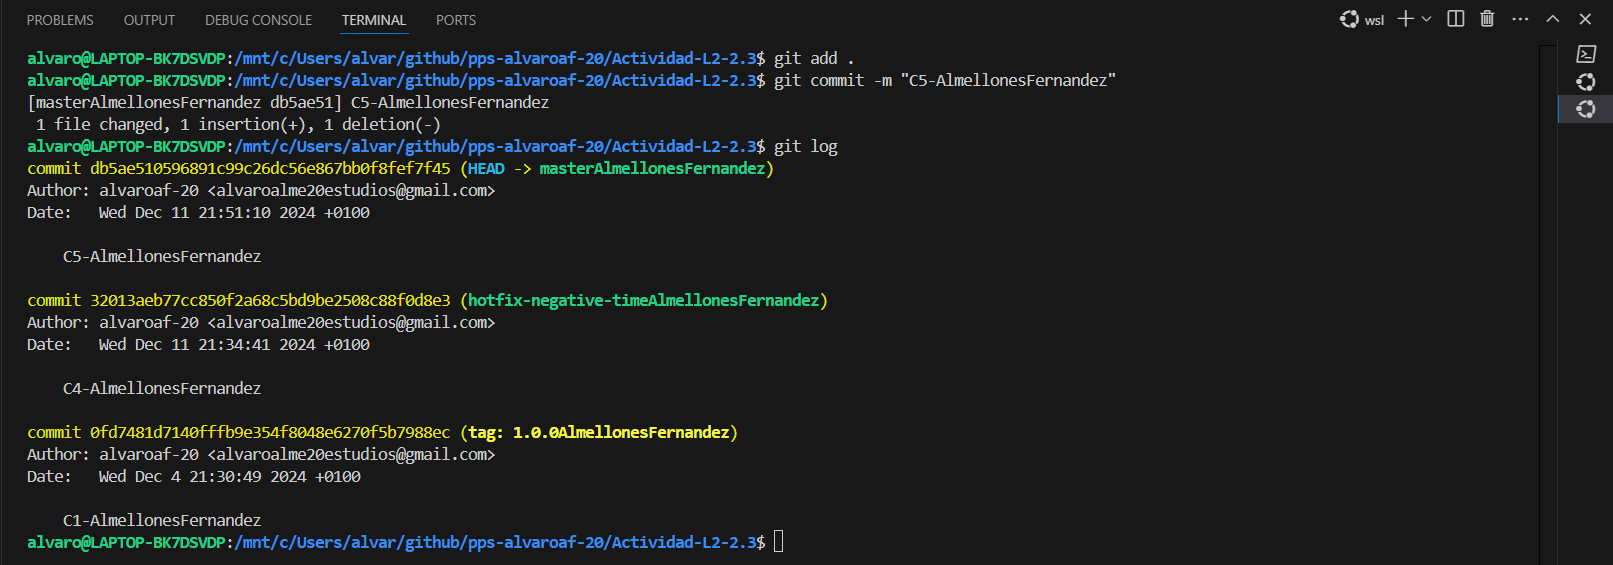 PROBLEMS OUTPUT DEBUG CONSOLE TERMINAL PORTS wsl
alvaro@LAPTOP-BK7DSVDP:/mnt/c/Users/alvar/github/pps-alvaroaf-20/Actividad-L2-2.3$ git add .
alvaro@LAPTOP-BK7DSVDP:/mnt/c/Users/alvar/github/pps-alvaroaf-20/Actividad-L2-2.3$ git commit -m "C5-AlmellonesFernandez"
[masterAlmellonesFernandez db5ae51] C5-AlmellonesFernandez
 1 file changed, 1 insertion(+), 1 deletion(-)
alvaro@LAPTOP-BK7DSVDP:/mnt/c/Users/alvar/github/pps-alvaroaf-20/Actividad-L2-2.3$ git log
commit db5ae510596891c99c26dc56e867bb0f8fef7f45 (HEAD -> masterAlmellonesFernandez)
Author: alvaroaf-20 <alvaroalme20estudios@gmail.com>
Date:   Wed Dec 11 21:51:10 2024 +0100
    C5-AlmellonesFernandez
commit 32013aeb77cc850f2a68c5bd9be2508c88f0d8e3 (hotfix-negative-timeAlmellonesFernandez)
Author: alvaroaf-20 <alvaroalme20estudios@gmail.com>
Date:   Wed Dec 11 21:34:41 2024 +0100
    C4-AlmellonesFernandez
commit 0fd7481d7140fffb9e354f8048e6270f5b7988ec (tag: 1.0.0AlmellonesFernandez)
Author: alvaroaf-20 <alvaroalme20estudios@gmail.com>
Date:   Wed Dec 4 21:30:49 2024 +0100
    C1-AlmellonesFernandez
alvaro@LAPTOP-BK7DSVDP:/mnt/c/Users/alvar/github/pps-alvaroaf-20/Actividad-L2-2.3$